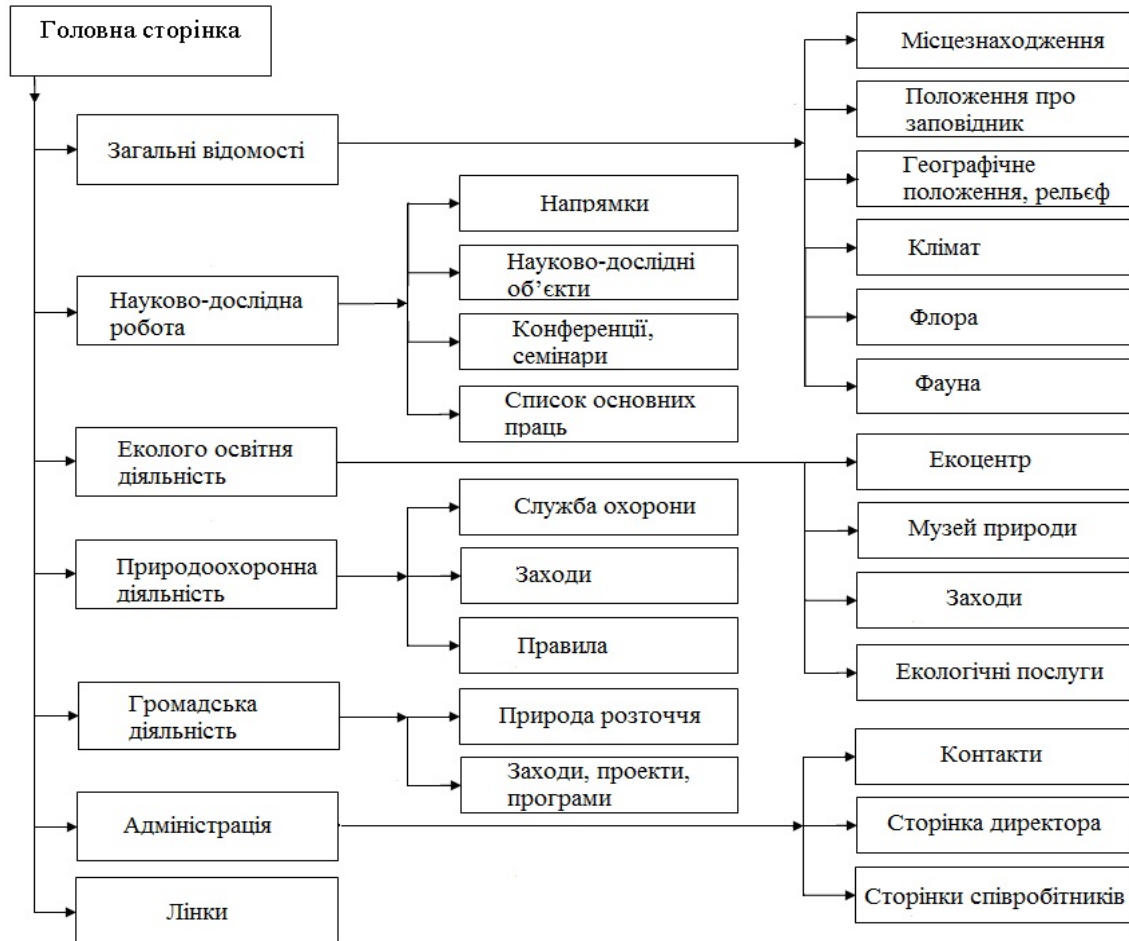 Головна сторінка
Загальні відомості
Місцезнаходження
Положення про
заповідник
Географічне
положення, рельєф
Клімат
Флора
Фауна
Науково-дослідна
робота
Напрямки
Науково-дослідні
об’єкти
Конференції,
семінари
Список основних
праць
Еколого освітня
діяльність
Екоцентр
Музей природи
Заходи
Екологічні послуги
Природоохоронна
діяльність
Служба охорони
Заходи
Правила
Громадська
діяльність
Природа розточчя
Заходи, проекти,
програми
Адміністрація
Контакти
Сторінка директора
Сторінки співробітників
Лінки